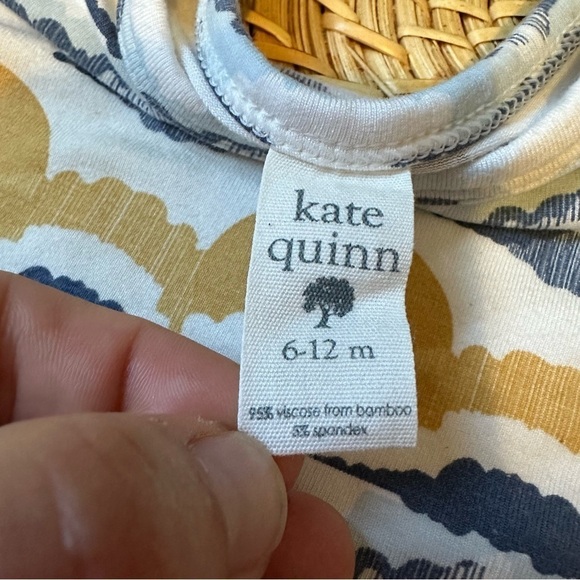 kate
quinn
6-12 m
95% viscose from bamboo
5% spandex